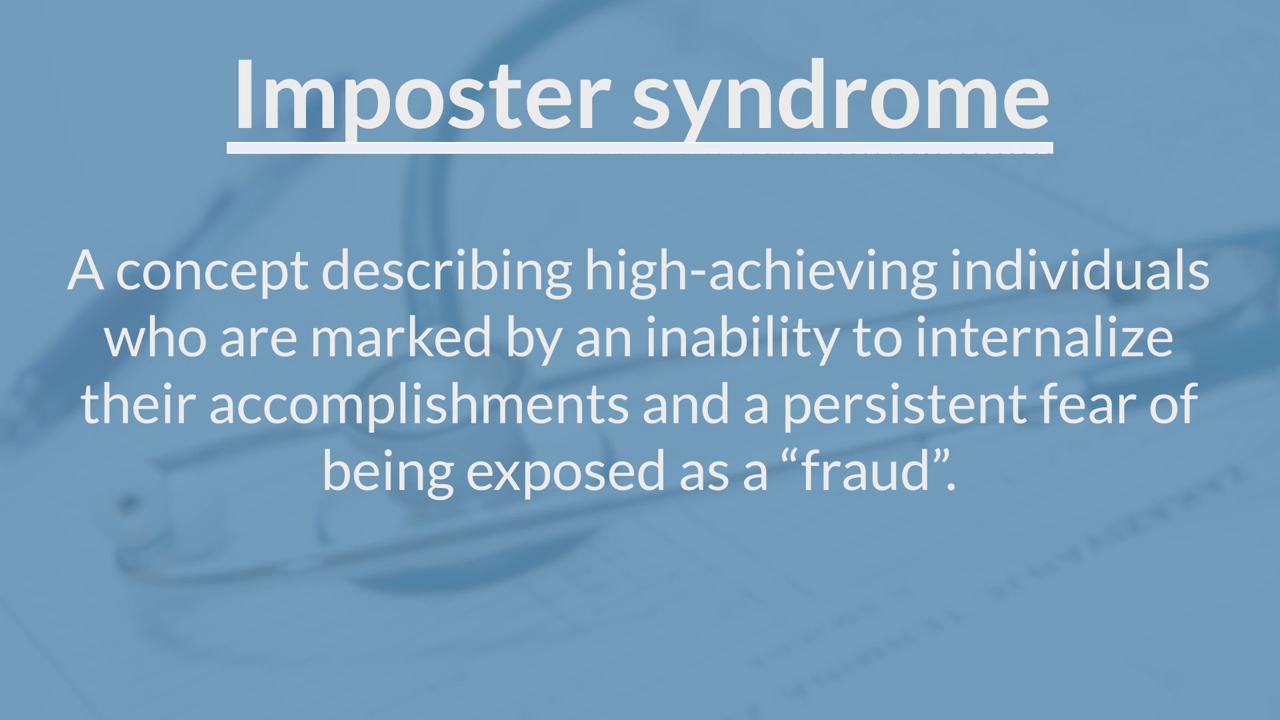 Imposter syndrome
A concept describing high-achieving individuals
who are marked by an inability to internalize
their accomplishments and a persistent fear of
being exposed as a “fraud”.